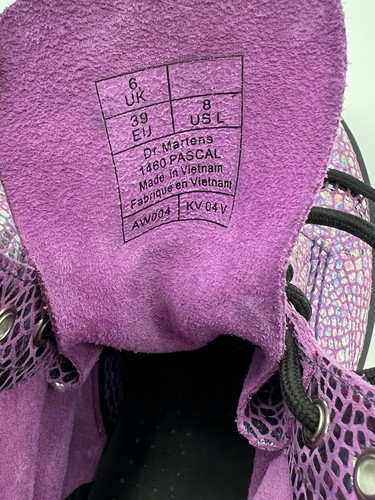 6
UK
39
EU
8
US L
Dr Martens
1460 PASCAL
Made in Vietnam
Fabriqué en Vietnam
AW004
KV 04 V